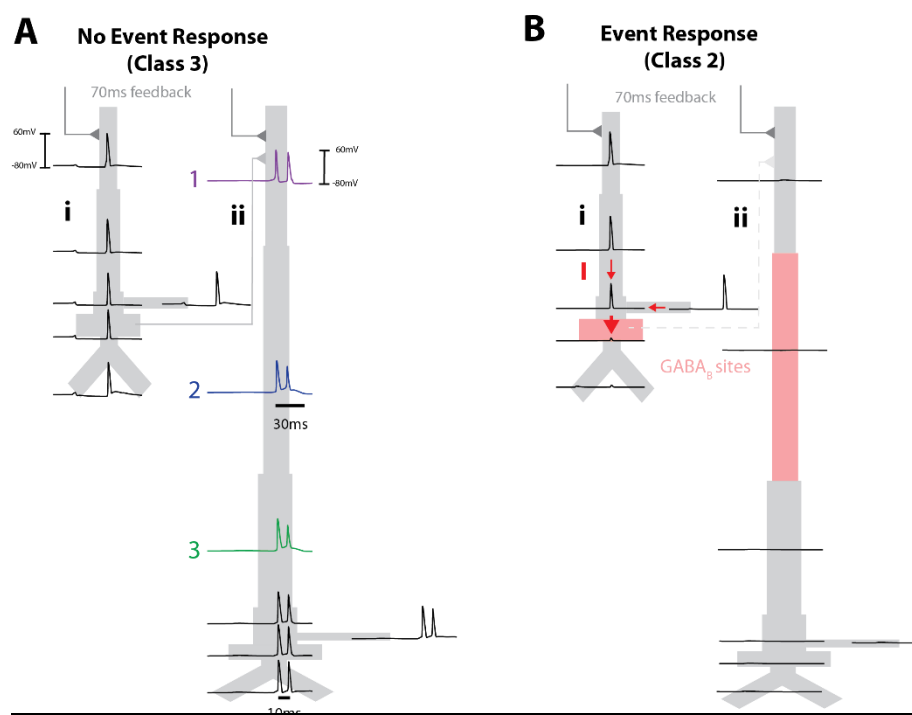 A
No Event Response
(Class 3)
70ms feedback
60mV
-80mV
i
ii
1
60mV
-80mV
2
30ms
3
10ms
B
Event Response
(Class 2)
70ms feedback
i
ii
I
GABA_B sites